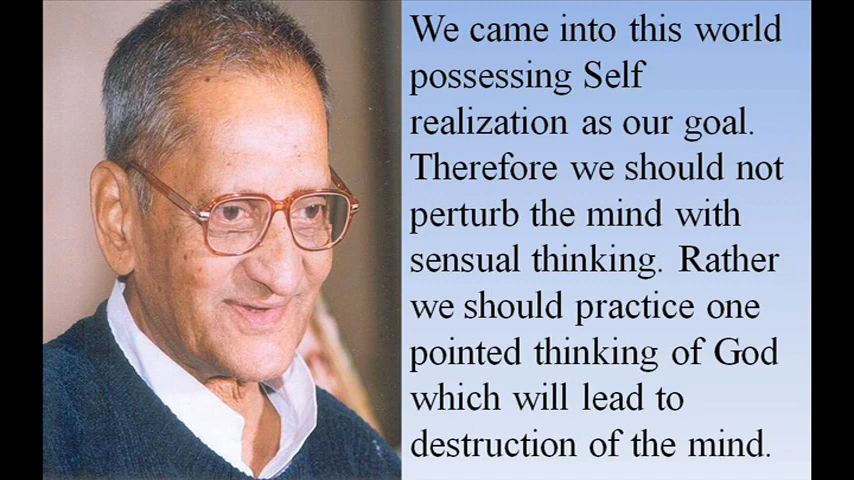 We came into this world
possessing Self
realization as our goal.
Therefore we should not
perturb the mind with
sensual thinking. Rather
we should practice one
pointed thinking of God
which will lead to
destruction of the mind.